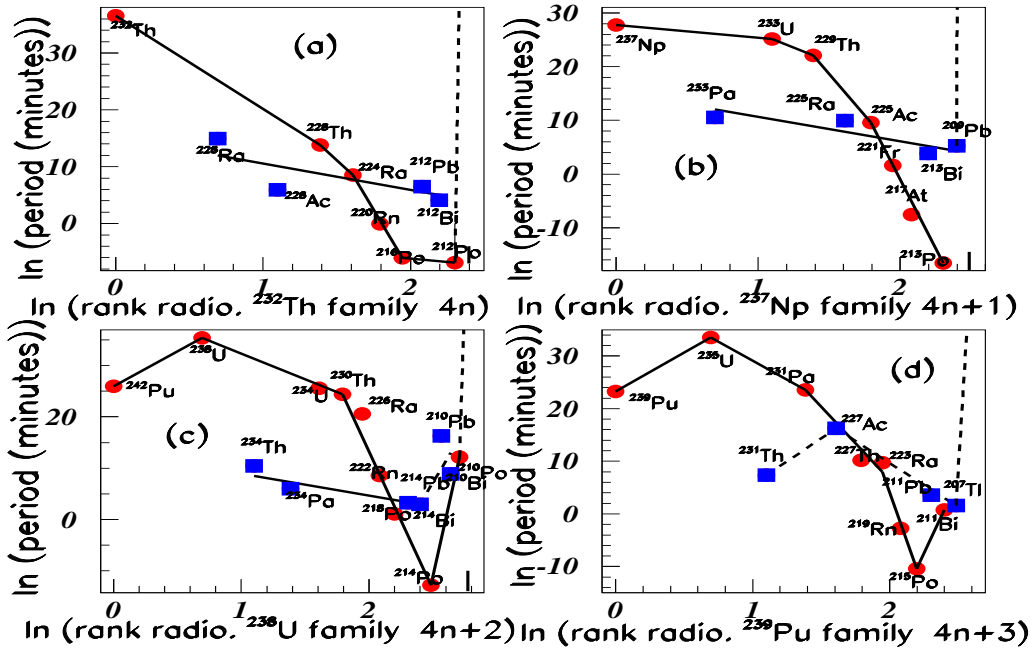 ln (period (minutes))
30
20
10
0
(a)
²³²Th
²²⁸Th
²²⁸Ra
²²⁴Ra
²¹²Pb
²²⁸Ac
²²⁰Rn
²¹²Bi
²¹⁶Po
²¹²Po
0 1 2
ln (rank radio. ²³²Th family 4n)
ln (period (minutes))
30
20
10
0
-10
(b)
²³⁷Np
²³³U
²²⁹Th
²³³Pa
²²⁵Ra
²²⁵Ac
²⁰⁹Pb
²²¹Fr
²¹³Bi
²¹⁷At
²¹³Po
0 1 2
ln (rank radio. ²³⁷Np family 4n+1)
ln (period (minutes))
20
0
(c)
²³⁸U
²⁴²Pu
²³⁰Th
²³⁴U
²²⁶Ra
²¹⁰Pb
²³⁴Th
²²²Rn
²¹⁰Po
²¹⁴Pb
²¹⁰Bi
²³⁴Pa
²¹⁸Po
²¹⁴Bi
²¹⁴Po
0 1 2
ln (rank radio. ²³⁸U family 4n+2)
ln (period (minutes))
30
20
10
0
-10
(d)
²³⁵U
²³⁹Pu
²³¹Pa
²²⁷Ac
²³¹Th
²²⁷Th
²²³Ra
²¹¹Pb
²⁰⁷Tl
²¹⁹Rn
²¹¹Bi
²¹⁵Po
0 1 2
ln (rank radio. ²³⁹Pu family 4n+3)